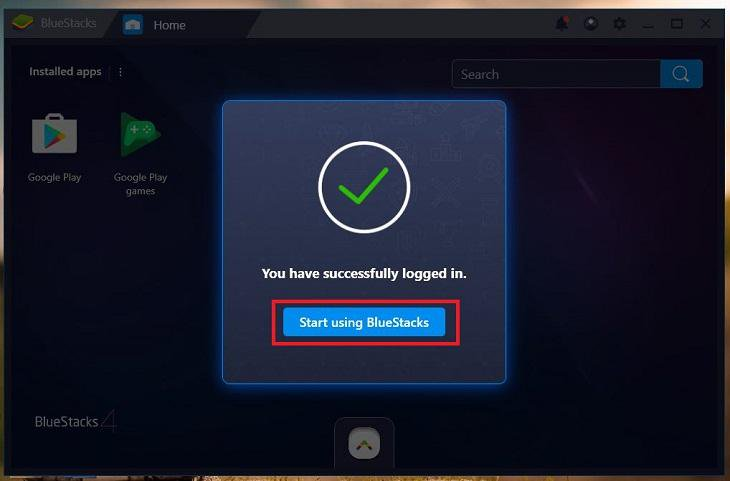 BlueStacks
Home
Installed apps
Search
Google Play
Google Play
games
You have successfully logged in.
Start using BlueStacks
BlueStacks 4